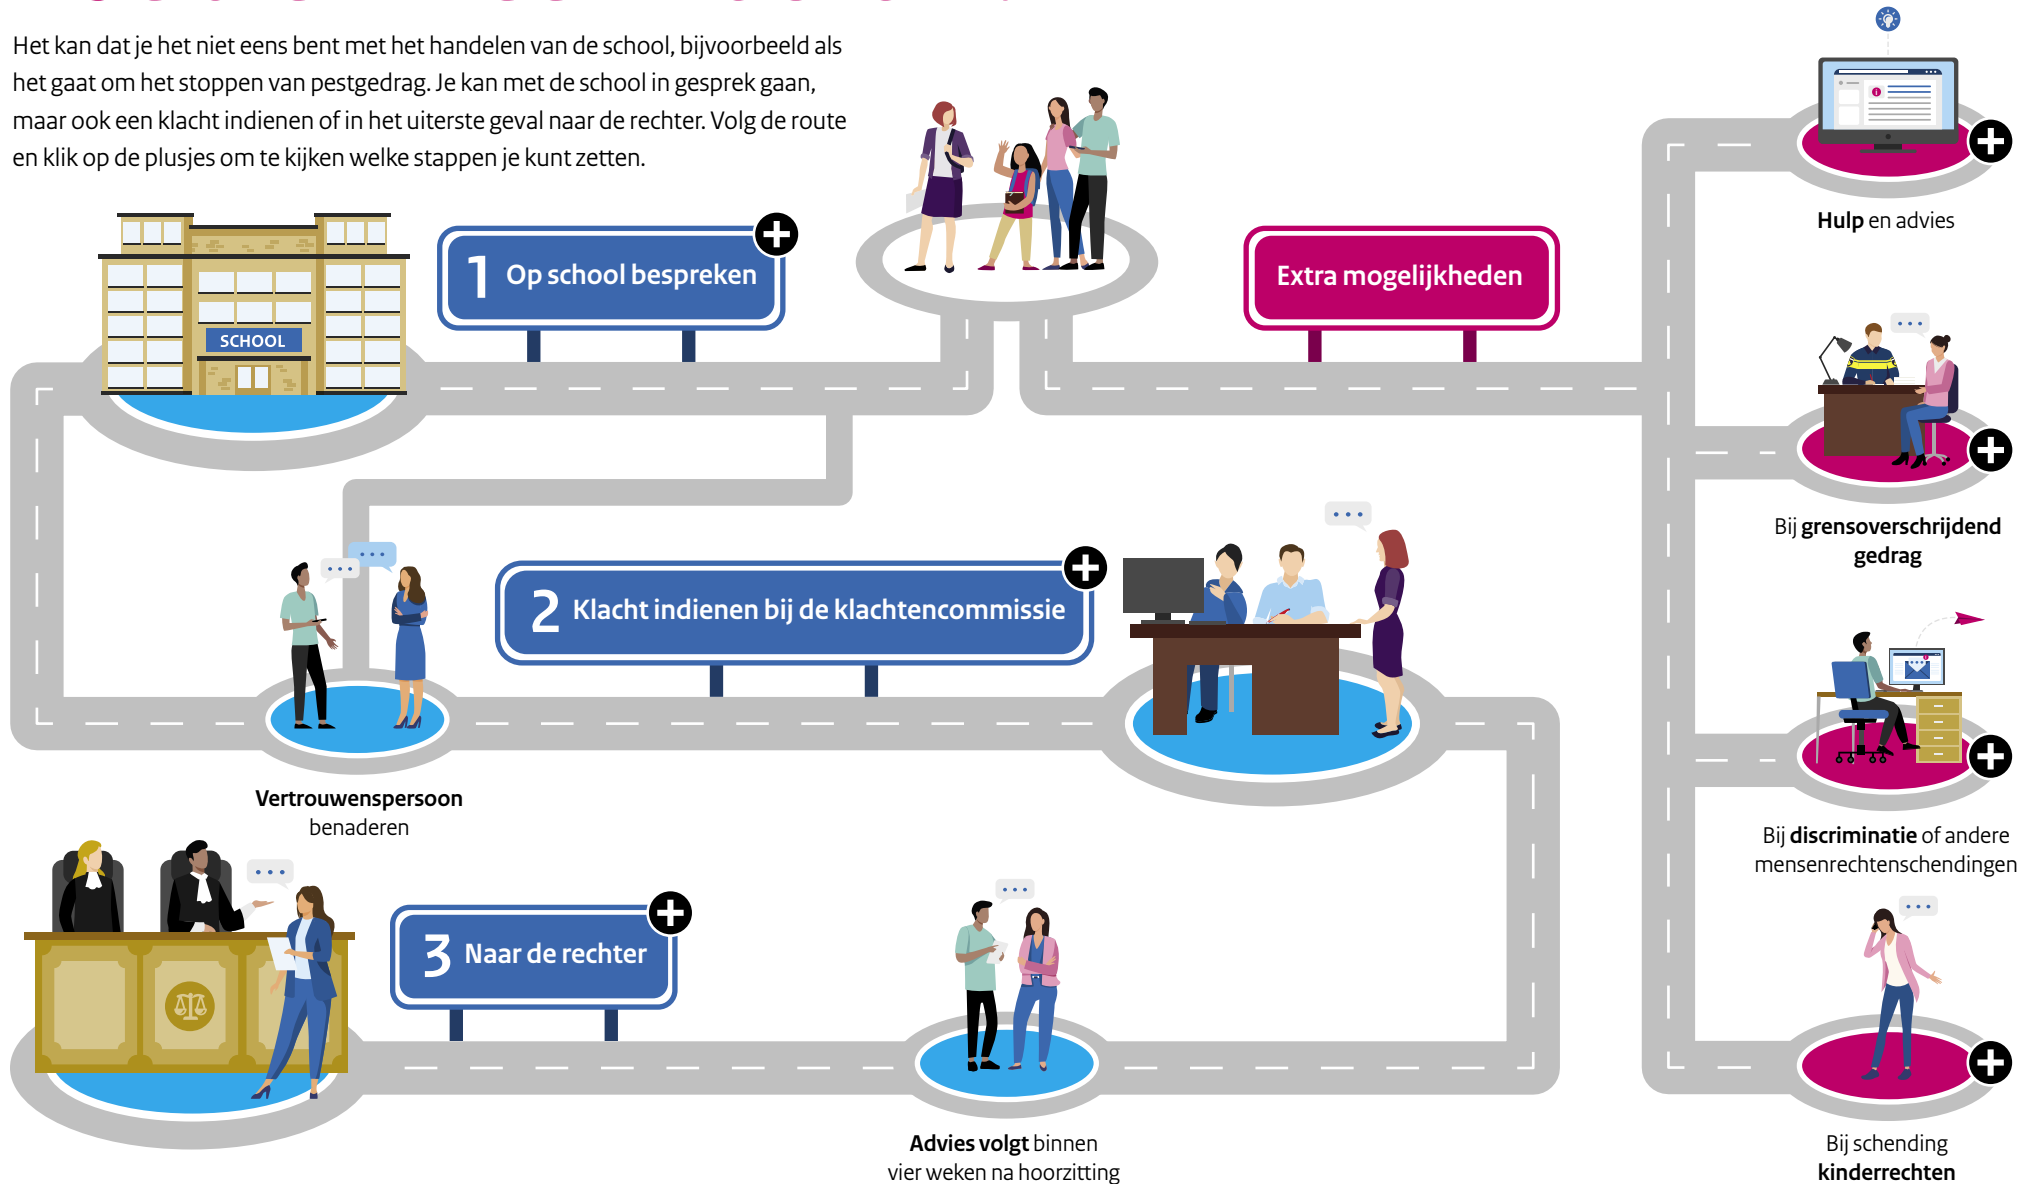 Het kan dat je het niet eens bent met het handelen van de school, bijvoorbeeld als
het gaat om het stoppen van pestgedrag. Je kan met de school in gesprek gaan,
maar ook een klacht indienen of in het uiterste geval naar de rechter. Volg de route
en klik op de plusjes om te kijken welke stappen je kunt zetten.
Hulp en advies
1 Op school bespreken
Extra mogelijkheden
SCHOOL
Bij grensoverschrijdend
gedrag
2 Klacht indienen bij de klachtencommissie
Vertrouwenspersoon
benaderen
Bij discriminatie of andere
mensenrechtenschendingen
3 Naar de rechter
Advies volgt binnen
vier weken na hoorzitting
Bij schending
kinderrechten